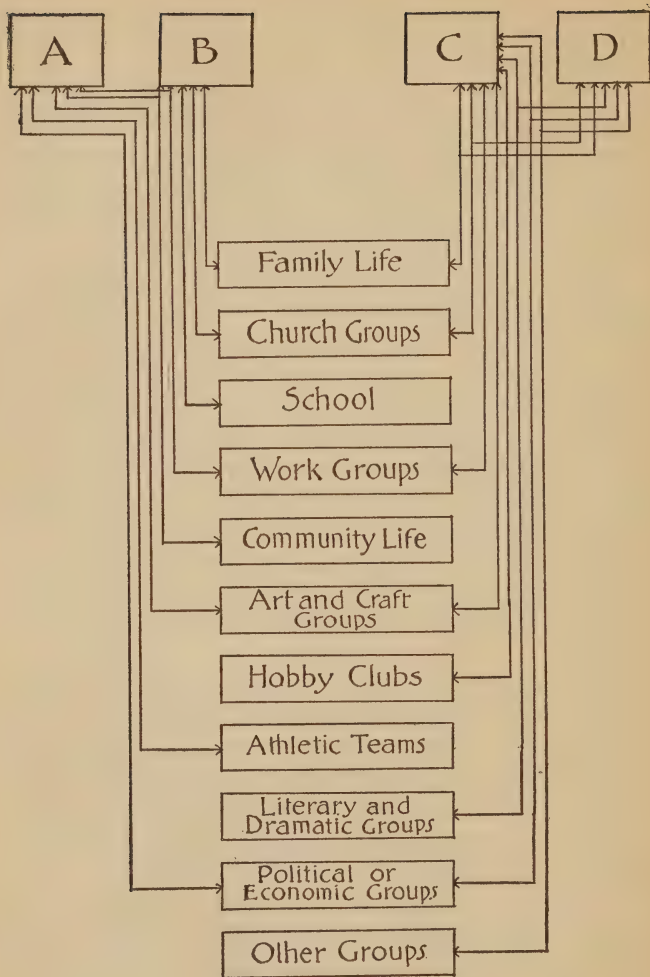 A B C D
Family Life
Church Groups
School
Work Groups
Community Life
Art and Craft
Groups
Hobby Clubs
Athletic Teams
Literary and
Dramatic Groups
Political or
Economic Groups
Other Groups